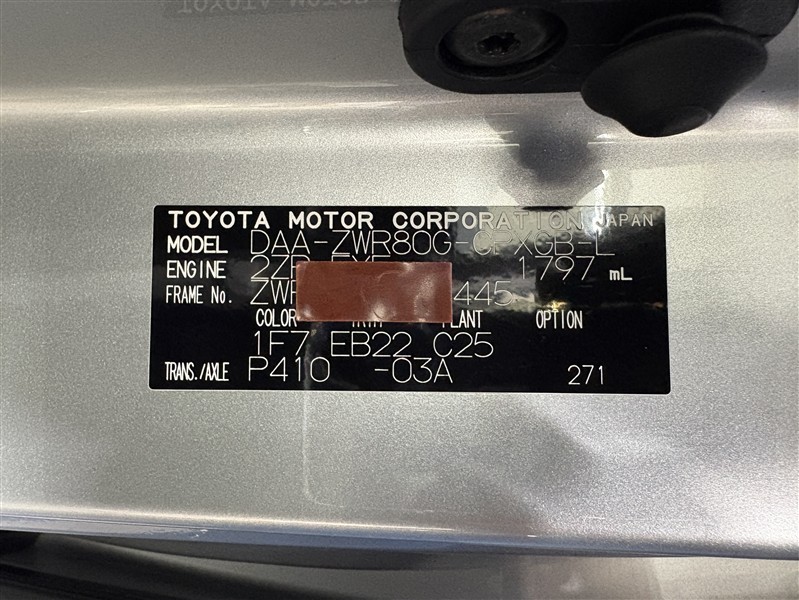 TOYOTA MOTOR CORPORATION JAPAN
MODEL DAA-ZWR80G-CPXGB-L
ENGINE 1797 mL
FRAME No. 445
COLOR PLANT OPTION
1F7 EB22 C25
TRANS./AXLE P410 -03A 271